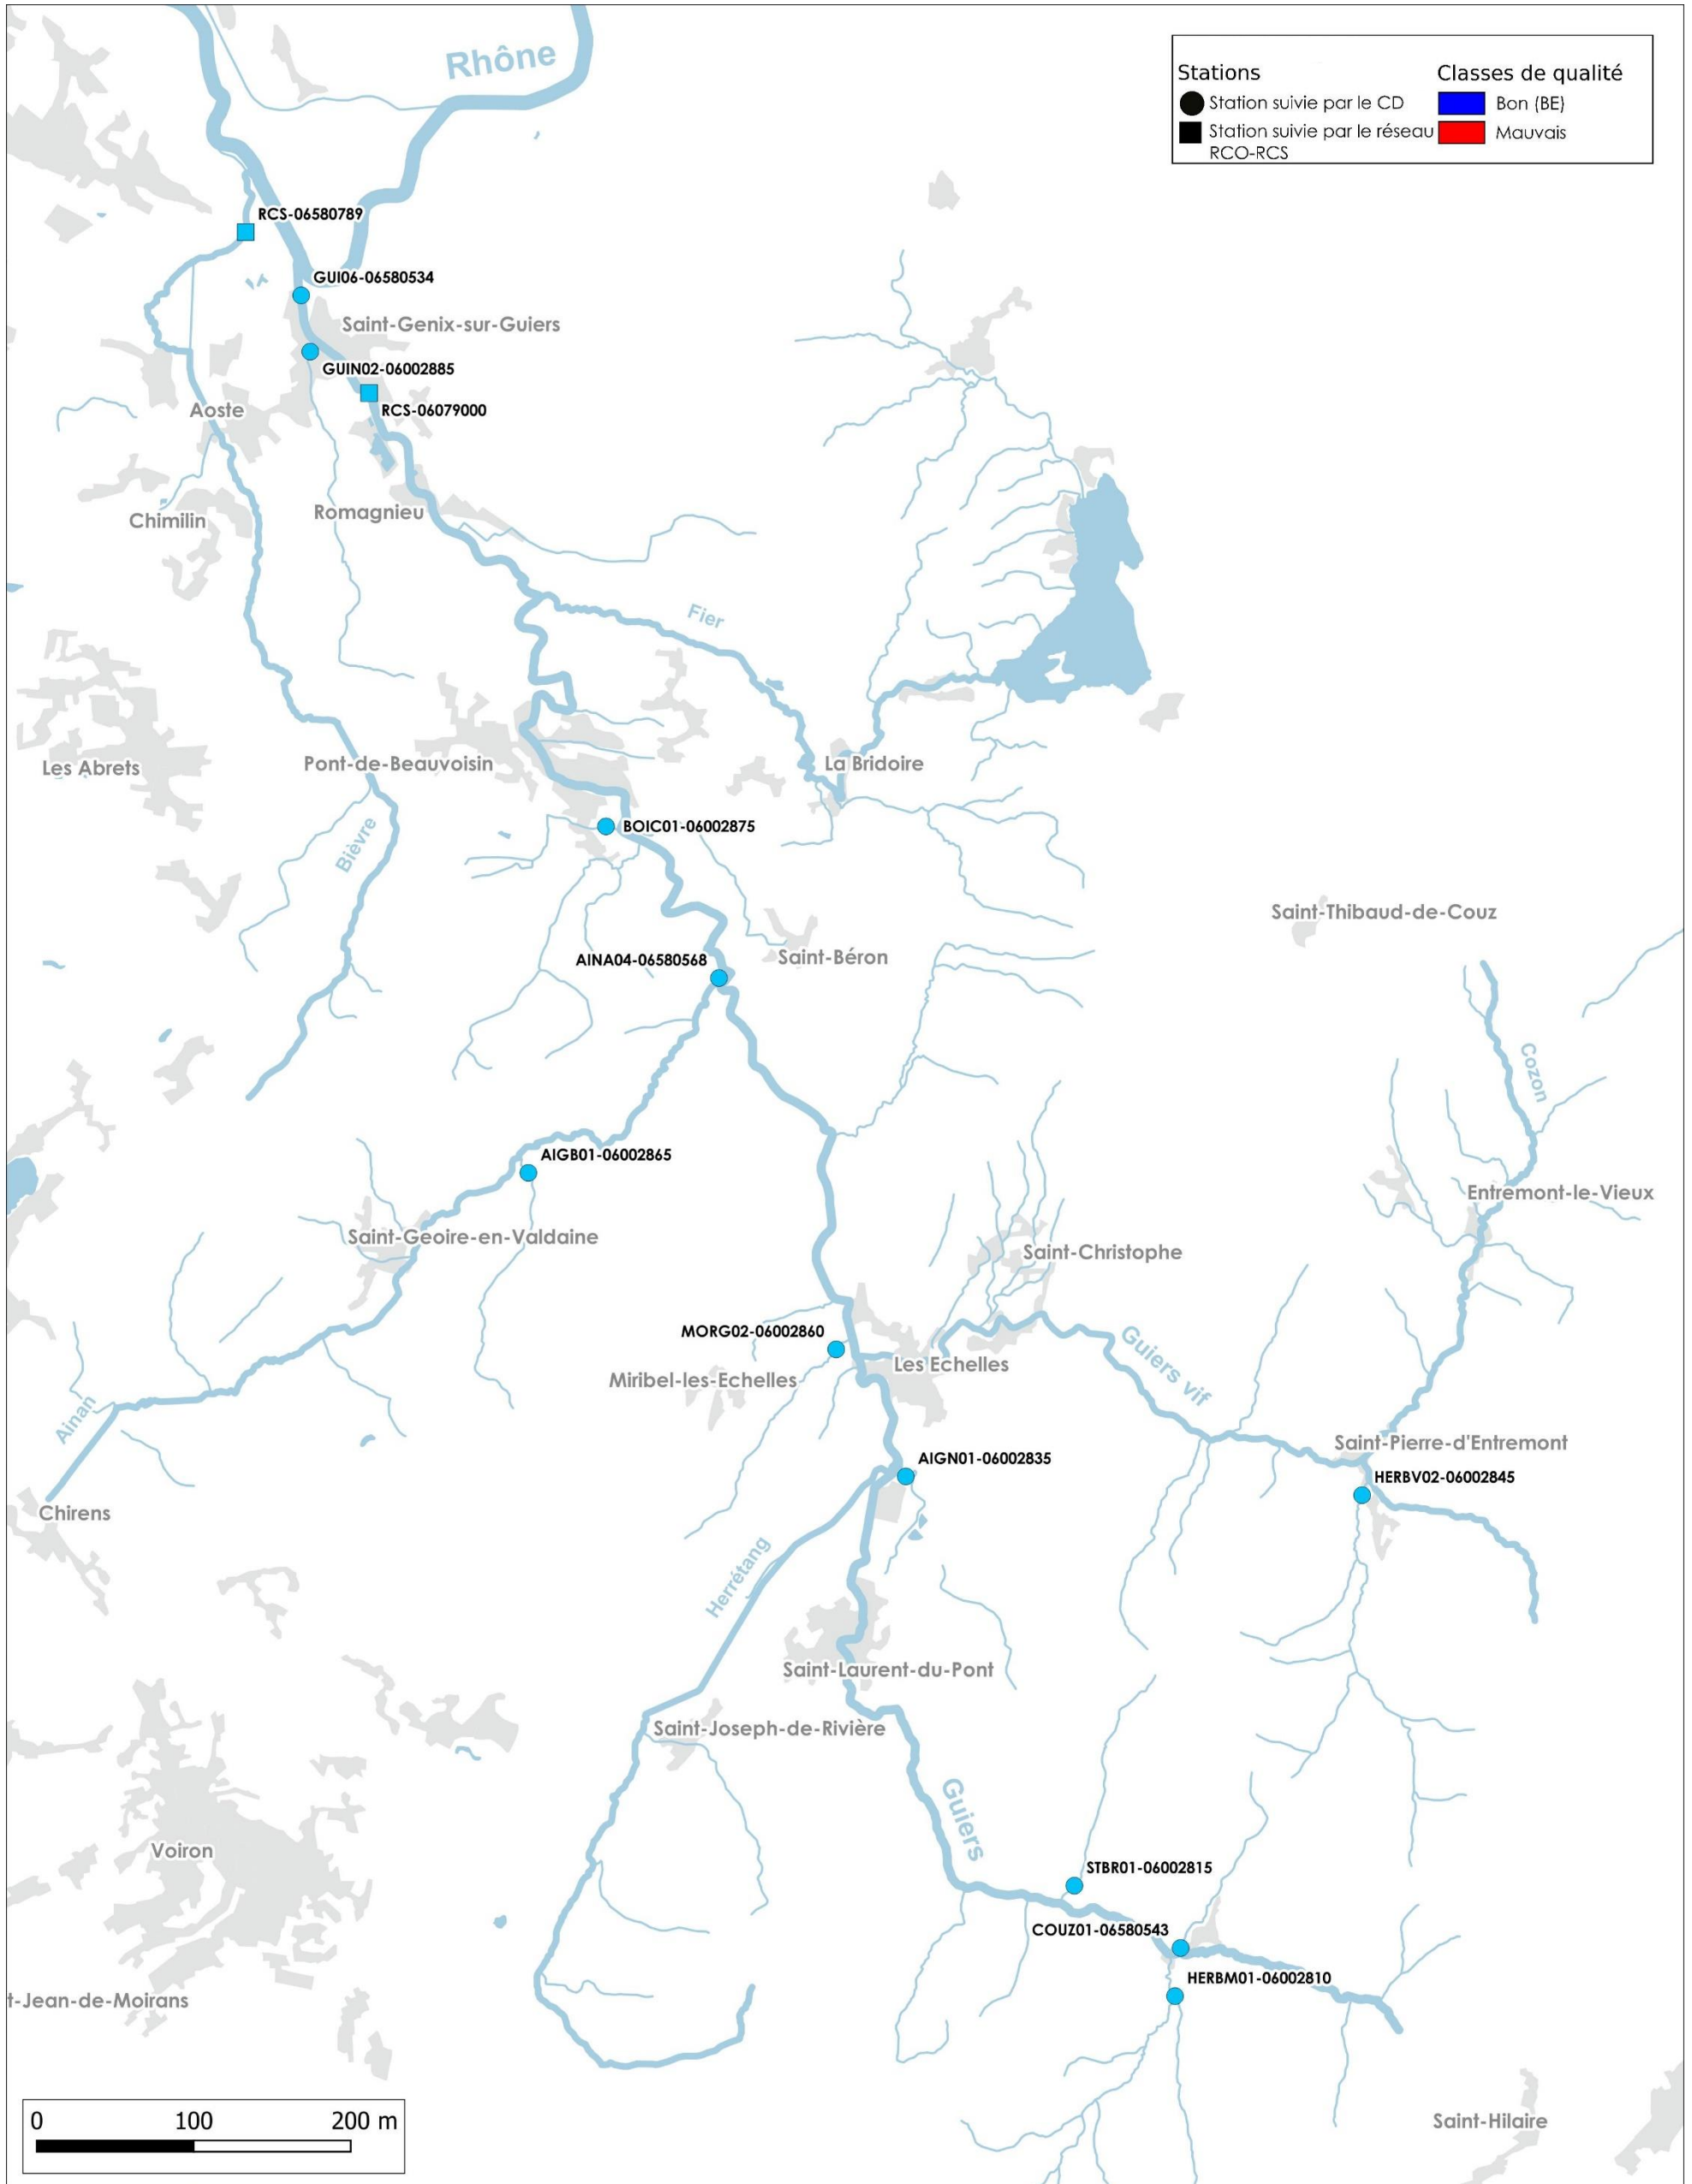 Rhône
Stations
Classes de qualité
Station suivie par le CD
Bon (BE)
Station suivie par le réseau
RCO-RCS
Mauvais
RCS-06580789
GUI06-06580534
Saint-Genix-sur-Guiers
GUIN02-06002885
Aoste
RCS-06079000
Chimilin
Romagnieu
Fier
Les Abrets
Pont-de-Beauvoisin
La Bridoire
BOIC01-06002875
Bièvre
Saint-Thibaud-de-Couz
AINA04-06580568
Saint-Béron
Cozon
AIGB01-06002865
Entremont-le-Vieux
Saint-Geoire-en-Valdaine
Saint-Christophe
MORG02-06002860
Guiers vif
Miribel-les-Echelles
Les Echelles
Ainan
AIGN01-06002835
Saint-Pierre-d'Entremont
HERBV02-06002845
Chirens
Herrétang
Saint-Laurent-du-Pont
Saint-Joseph-de-Rivière
Guiers
Voiron
STBR01-06002815
COUZ01-06580543
HERBM01-06002810
t-Jean-de-Moirans
0 100 200 m
Saint-Hilaire